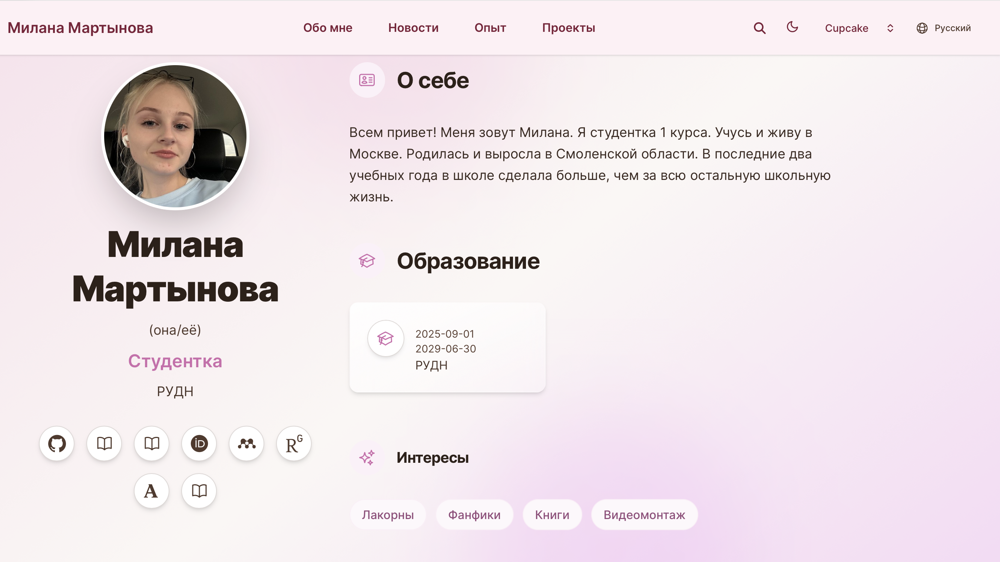 Милана Мартынова
Обо мне
Новости
Опыт
Проекты
Cupcake
Русский
Милана
Мартынова
(она/её)
Студентка
РУДН
iD
RG
A
О себе
Всем привет! Меня зовут Милана. Я студентка 1 курса. Учусь и живу в
Москве. Родилась и выросла в Смоленской области. В последние два
учебных года в школе сделала больше, чем за всю остальную школьную
жизнь.
Образование
2025-09-01
2029-06-30
РУДН
Интересы
Лакорны
Фанфики
Книги
Видеомонтаж